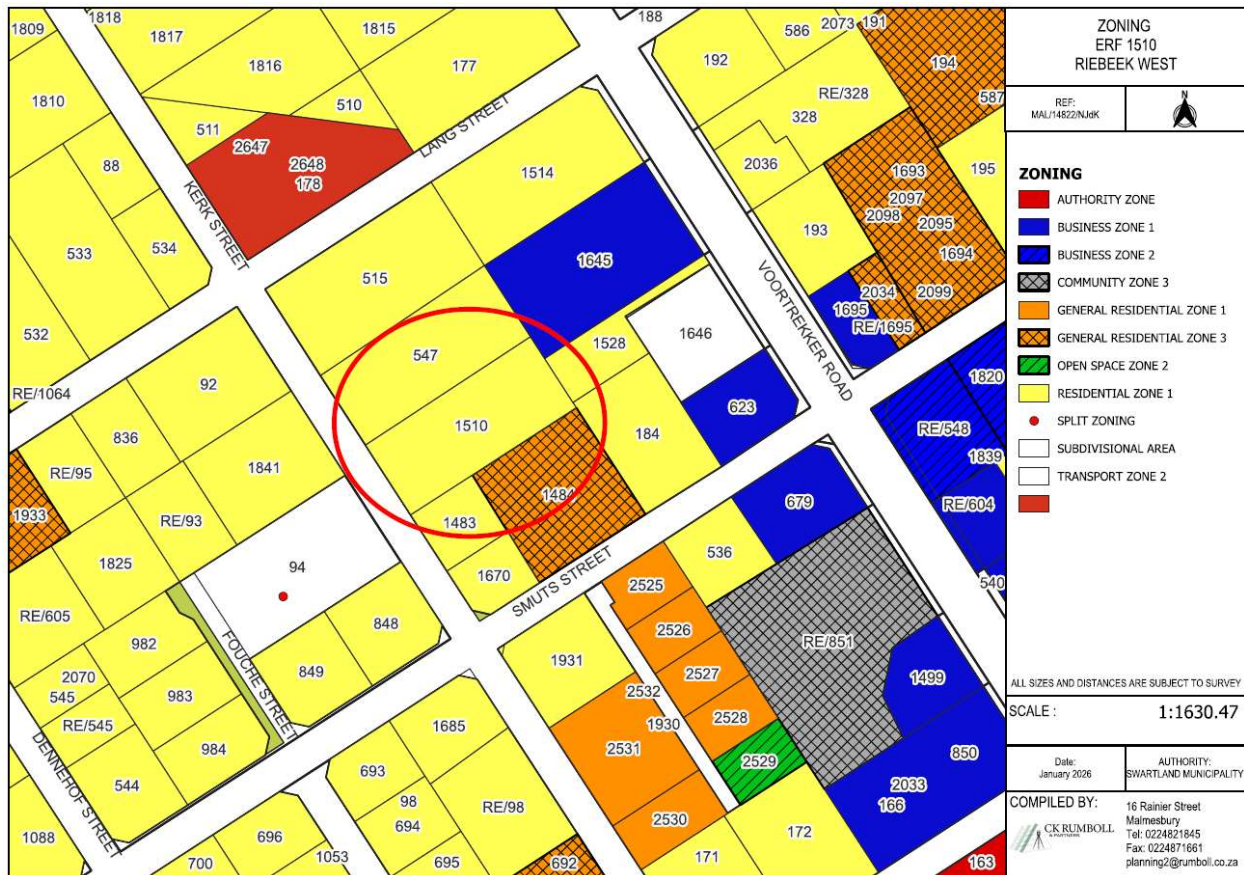 1809
1818
1817
1815
188
586
2073
191
192
194
1816
177
1810
RE/328
587
510
328
511
2647
LANG STREET
88
2648
178
2036
1693
195
1514
2097
KERK STREET
2098
2095
534
193
533
1694
1645
515
VOORTREKKER ROAD
2034
2099
1695
RE/1695
1646
532
1528
547
1820
92
RE/1064
623
836
1510
184
RE/548
1839
1841
RE/95
1484
679
RE/604
1933
RE/93
1483
536
1825
94
1670
SMUTS STREET
2525
540
RE/605
848
2526
982
FOUCHE STREET
RE/851
1931
849
2527
1499
2070
545
983
2532
RE/545
1685
1930
2528
984
2531
850
2529
DENNEHOF STREET
693
2033
544
98
RE/98
166
694
2530
172
1088
696
700
1053
695
692
171
163
ZONING
ERF 1510
RIEBEEK WEST
REF:
MAL/14822/NJdK
N
ZONING
AUTHORITY ZONE
BUSINESS ZONE 1
BUSINESS ZONE 2
COMMUNITY ZONE 3
GENERAL RESIDENTIAL ZONE 1
GENERAL RESIDENTIAL ZONE 3
OPEN SPACE ZONE 2
RESIDENTIAL ZONE 1
SPLIT ZONING
SUBDIVISIONAL AREA
TRANSPORT ZONE 2
ALL SIZES AND DISTANCES ARE SUBJECT TO SURVEY
SCALE : 1:1630.47
Date:
January 2026
AUTHORITY:
SWARTLAND MUNICIPALITY
COMPILED BY:
CK RUMBOLL
& PARTNERS
16 Rainier Street
Malmesbury
Tel: 0224821845
Fax: 0224871661
planning2@rumboll.co.za